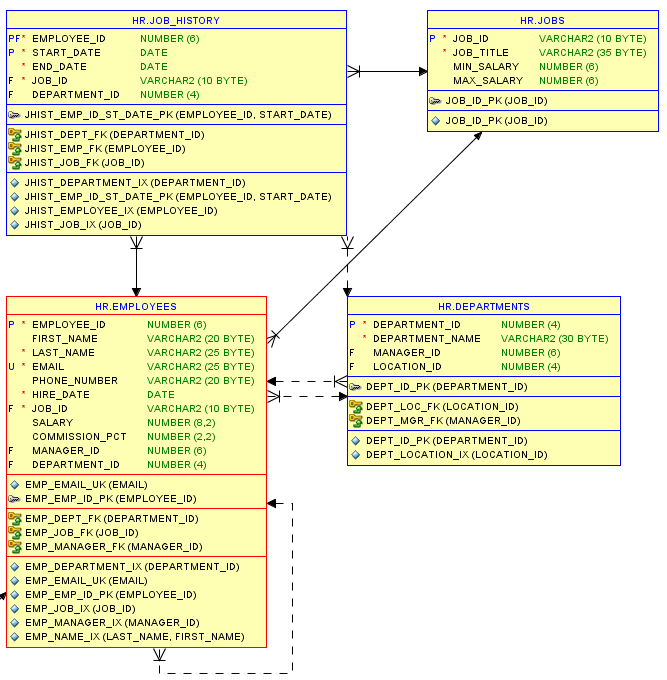 HR.JOB_HISTORY
PF* EMPLOYEE_ID NUMBER (6)
P * START_DATE DATE
* END_DATE DATE
F * JOB_ID VARCHAR2 (10 BYTE)
F DEPARTMENT_ID NUMBER (4)
JHIST_EMP_ID_ST_DATE_PK (EMPLOYEE_ID, START_DATE)
JHIST_DEPT_FK (DEPARTMENT_ID)
JHIST_EMP_FK (EMPLOYEE_ID)
JHIST_JOB_FK (JOB_ID)
JHIST_DEPARTMENT_IX (DEPARTMENT_ID)
JHIST_EMP_ID_ST_DATE_PK (EMPLOYEE_ID, START_DATE)
JHIST_EMPLOYEE_IX (EMPLOYEE_ID)
JHIST_JOB_IX (JOB_ID)
HR.JOBS
P * JOB_ID VARCHAR2 (10 BYTE)
* JOB_TITLE VARCHAR2 (35 BYTE)
MIN_SALARY NUMBER (6)
MAX_SALARY NUMBER (6)
JOB_ID_PK (JOB_ID)
JOB_ID_PK (JOB_ID)
HR.EMPLOYEES
P * EMPLOYEE_ID NUMBER (6)
FIRST_NAME VARCHAR2 (20 BYTE)
* LAST_NAME VARCHAR2 (25 BYTE)
U * EMAIL VARCHAR2 (25 BYTE)
PHONE_NUMBER VARCHAR2 (20 BYTE)
* HIRE_DATE DATE
F * JOB_ID VARCHAR2 (10 BYTE)
SALARY NUMBER (8,2)
COMMISSION_PCT NUMBER (2,2)
F MANAGER_ID NUMBER (6)
F DEPARTMENT_ID NUMBER (4)
EMP_EMAIL_UK (EMAIL)
EMP_EMP_ID_PK (EMPLOYEE_ID)
EMP_DEPT_FK (DEPARTMENT_ID)
EMP_JOB_FK (JOB_ID)
EMP_MANAGER_FK (MANAGER_ID)
EMP_DEPARTMENT_IX (DEPARTMENT_ID)
EMP_EMAIL_UK (EMAIL)
EMP_EMP_ID_PK (EMPLOYEE_ID)
EMP_JOB_IX (JOB_ID)
EMP_MANAGER_IX (MANAGER_ID)
EMP_NAME_IX (LAST_NAME, FIRST_NAME)
HR.DEPARTMENTS
P * DEPARTMENT_ID NUMBER (4)
* DEPARTMENT_NAME VARCHAR2 (30 BYTE)
F MANAGER_ID NUMBER (6)
F LOCATION_ID NUMBER (4)
DEPT_ID_PK (DEPARTMENT_ID)
DEPT_LOC_FK (LOCATION_ID)
DEPT_MGR_FK (MANAGER_ID)
DEPT_ID_PK (DEPARTMENT_ID)
DEPT_LOCATION_IX (LOCATION_ID)